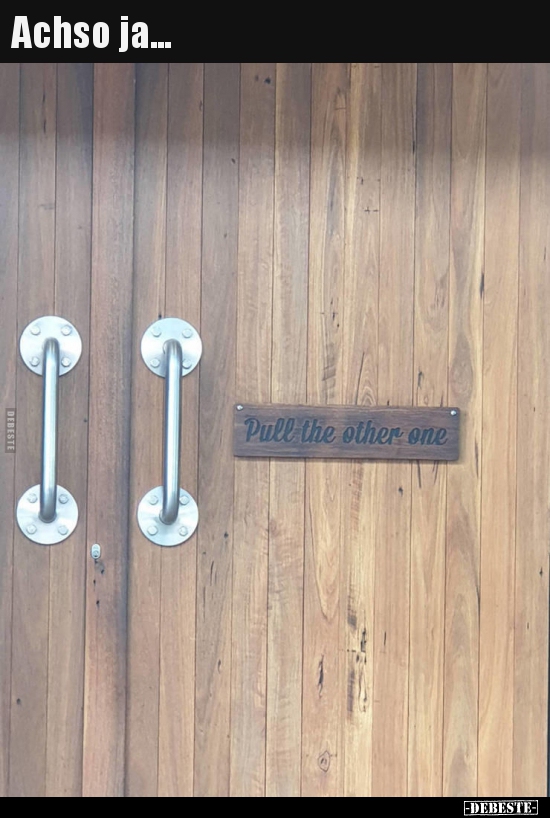 Achso ja...
Pull the other one
DEBESTE
-DEBESTE-